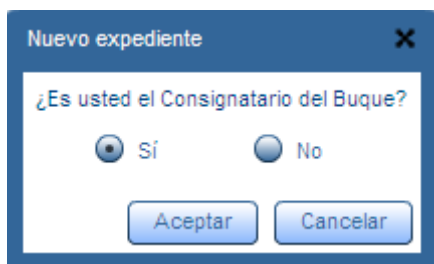 Nuevo expediente
¿Es usted el Consignatario del Buque?
Sí No
Aceptar Cancelar